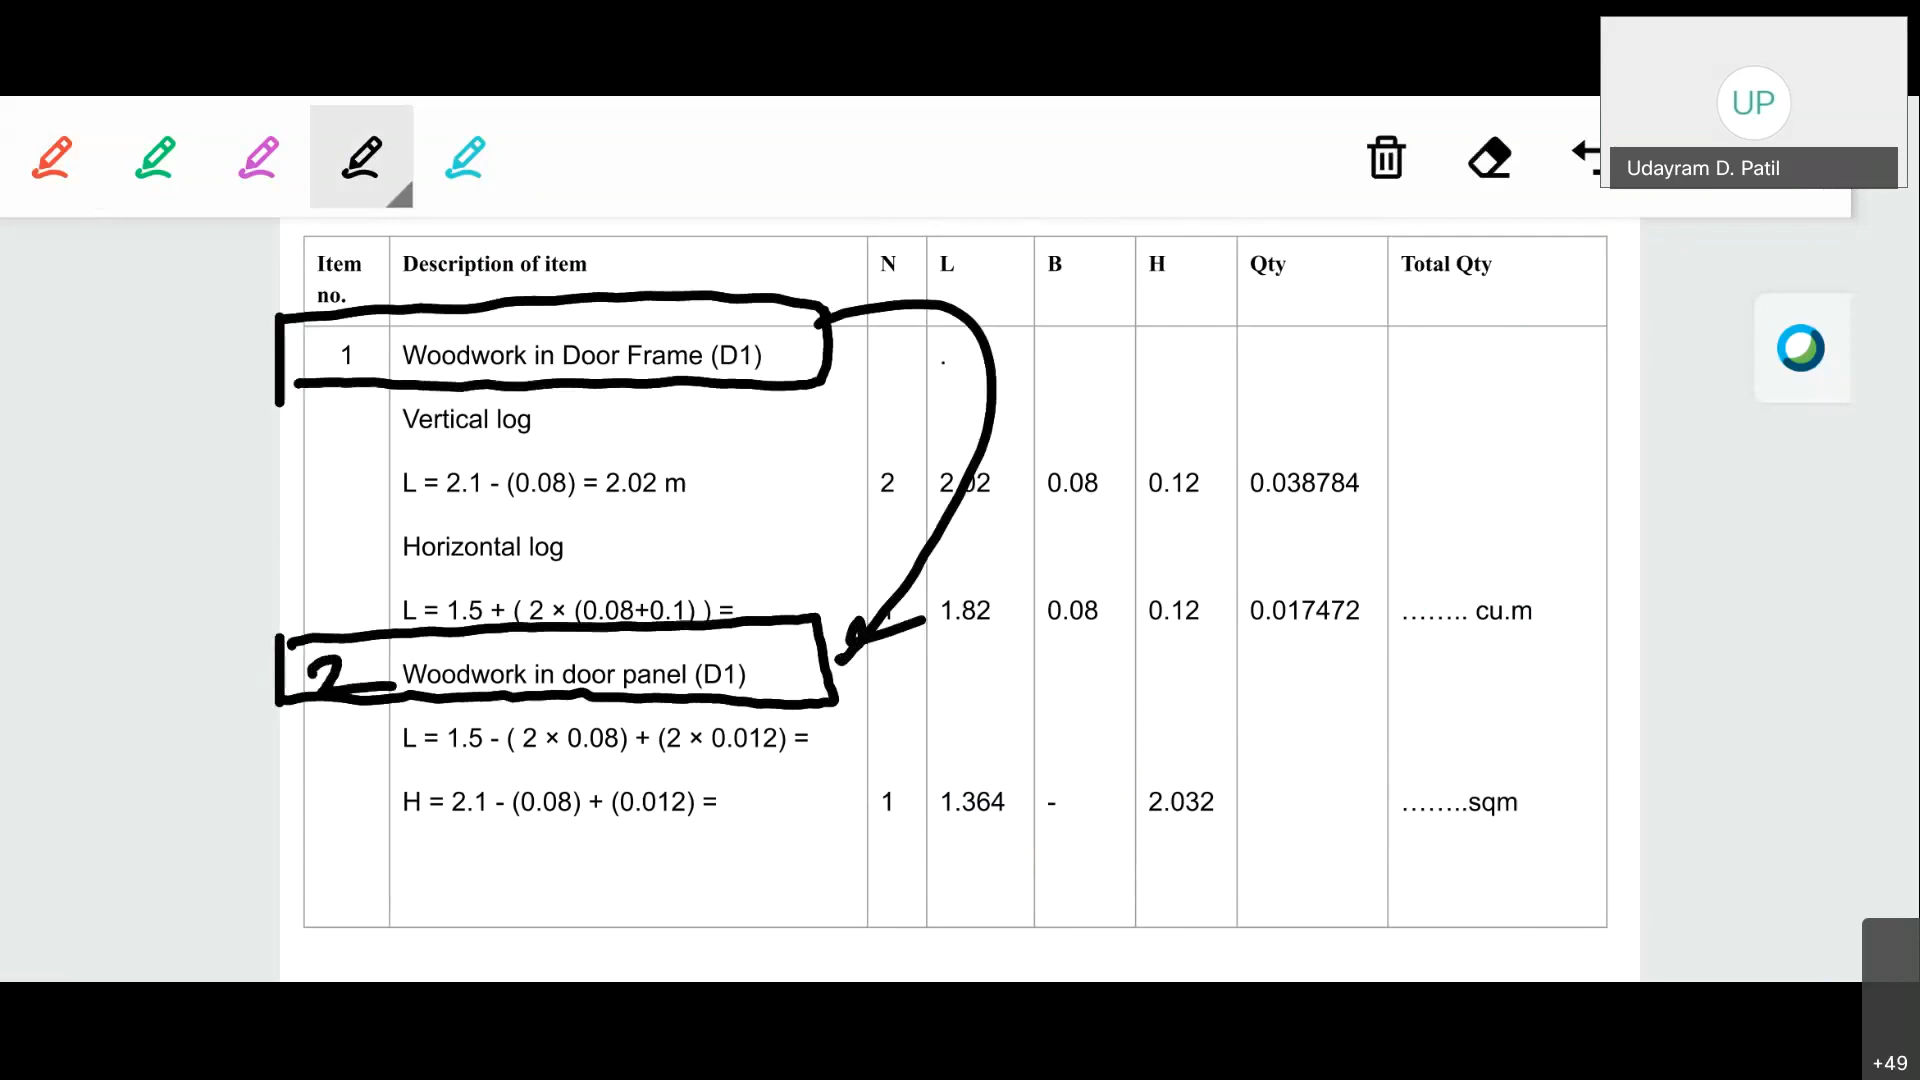 UP
Udayram D. Patil
Item no. Description of item N L B H Qty Total Qty
1 Woodwork in Door Frame (D1) .
Vertical log
L = 2.1 - (0.08) = 2.02 m 2 2.02 0.08 0.12 0.038784
Horizontal log
L = 1.5 + ( 2 × (0.08+0.1) ) = 1.82 0.08 0.12 0.017472 …….. cu.m
2 Woodwork in door panel (D1)
L = 1.5 - ( 2 × 0.08) + (2 × 0.012) =
H = 2.1 - (0.08) + (0.012) = 1 1.364 - 2.032 ……..sqm
+49